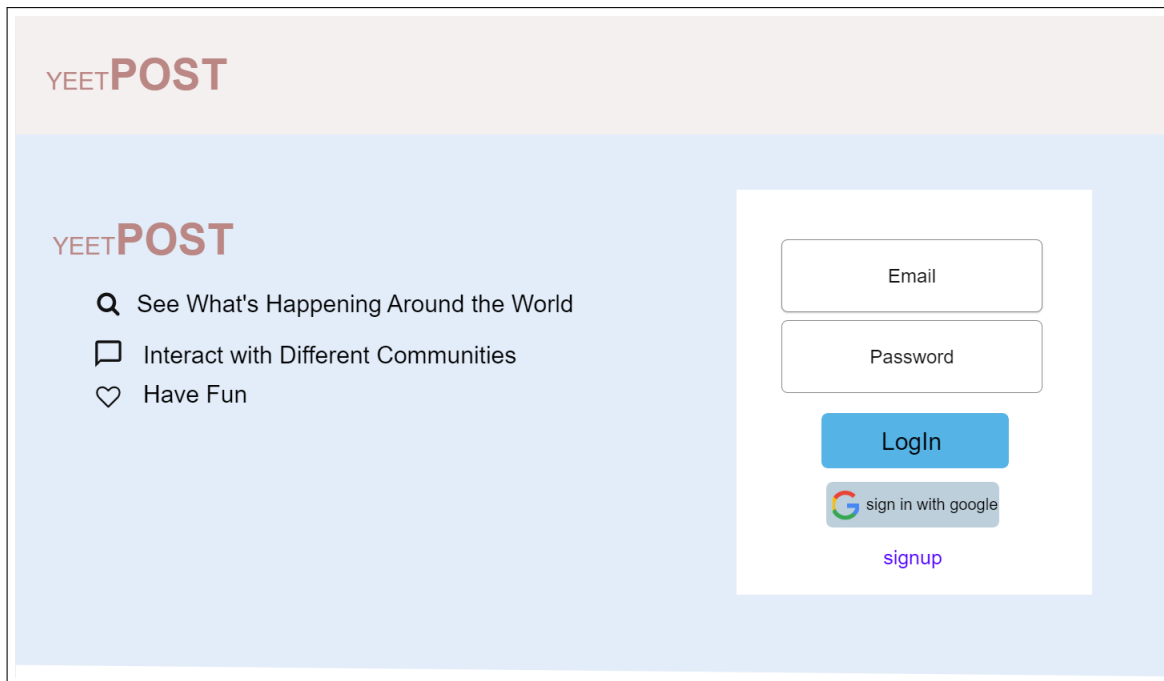 YEETPOST
YEETPOST
See What's Happening Around the World
Interact with Different Communities
Have Fun
Email
Password
LogIn
sign in with google
signup